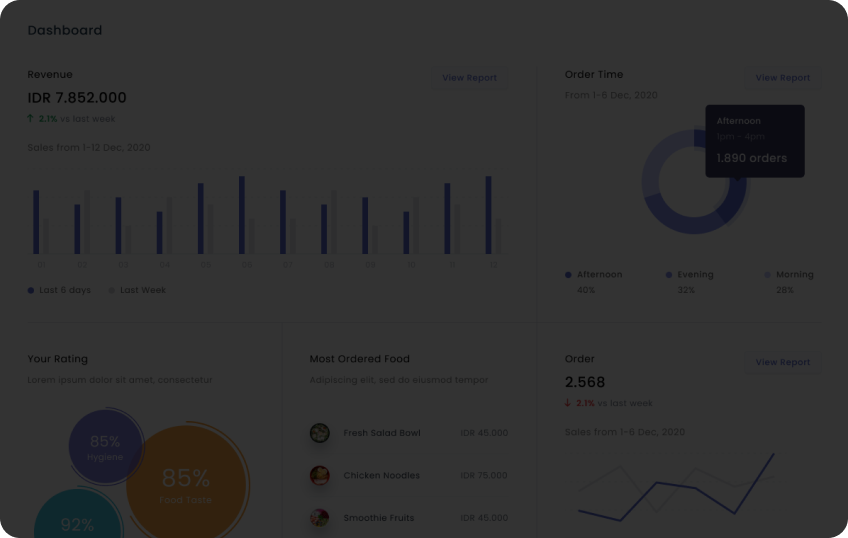 Dashboard
Revenue
View Report
IDR 7.852.000
2.1% vs last week
Sales from 1-12 Dec, 2020
01 02 03 04 05 06 07 08 09 10 11 12
Last 6 days Last Week
Order Time
View Report
From 1-6 Dec, 2020
Afternoon
1pm - 4pm
1.890 orders
Afternoon Evening Morning
40% 32% 28%
Your Rating
Lorem ipsum dolor sit amet, consectetur
85%
Hygiene
85%
Food Taste
92%
Most Ordered Food
Adipiscing elit, sed do eiusmod tempor
Fresh Salad Bowl IDR 45.000
Chicken Noodles IDR 75.000
Smoothie Fruits IDR 45.000
Order
View Report
2.568
2.1% vs last week
Sales from 1-6 Dec, 2020